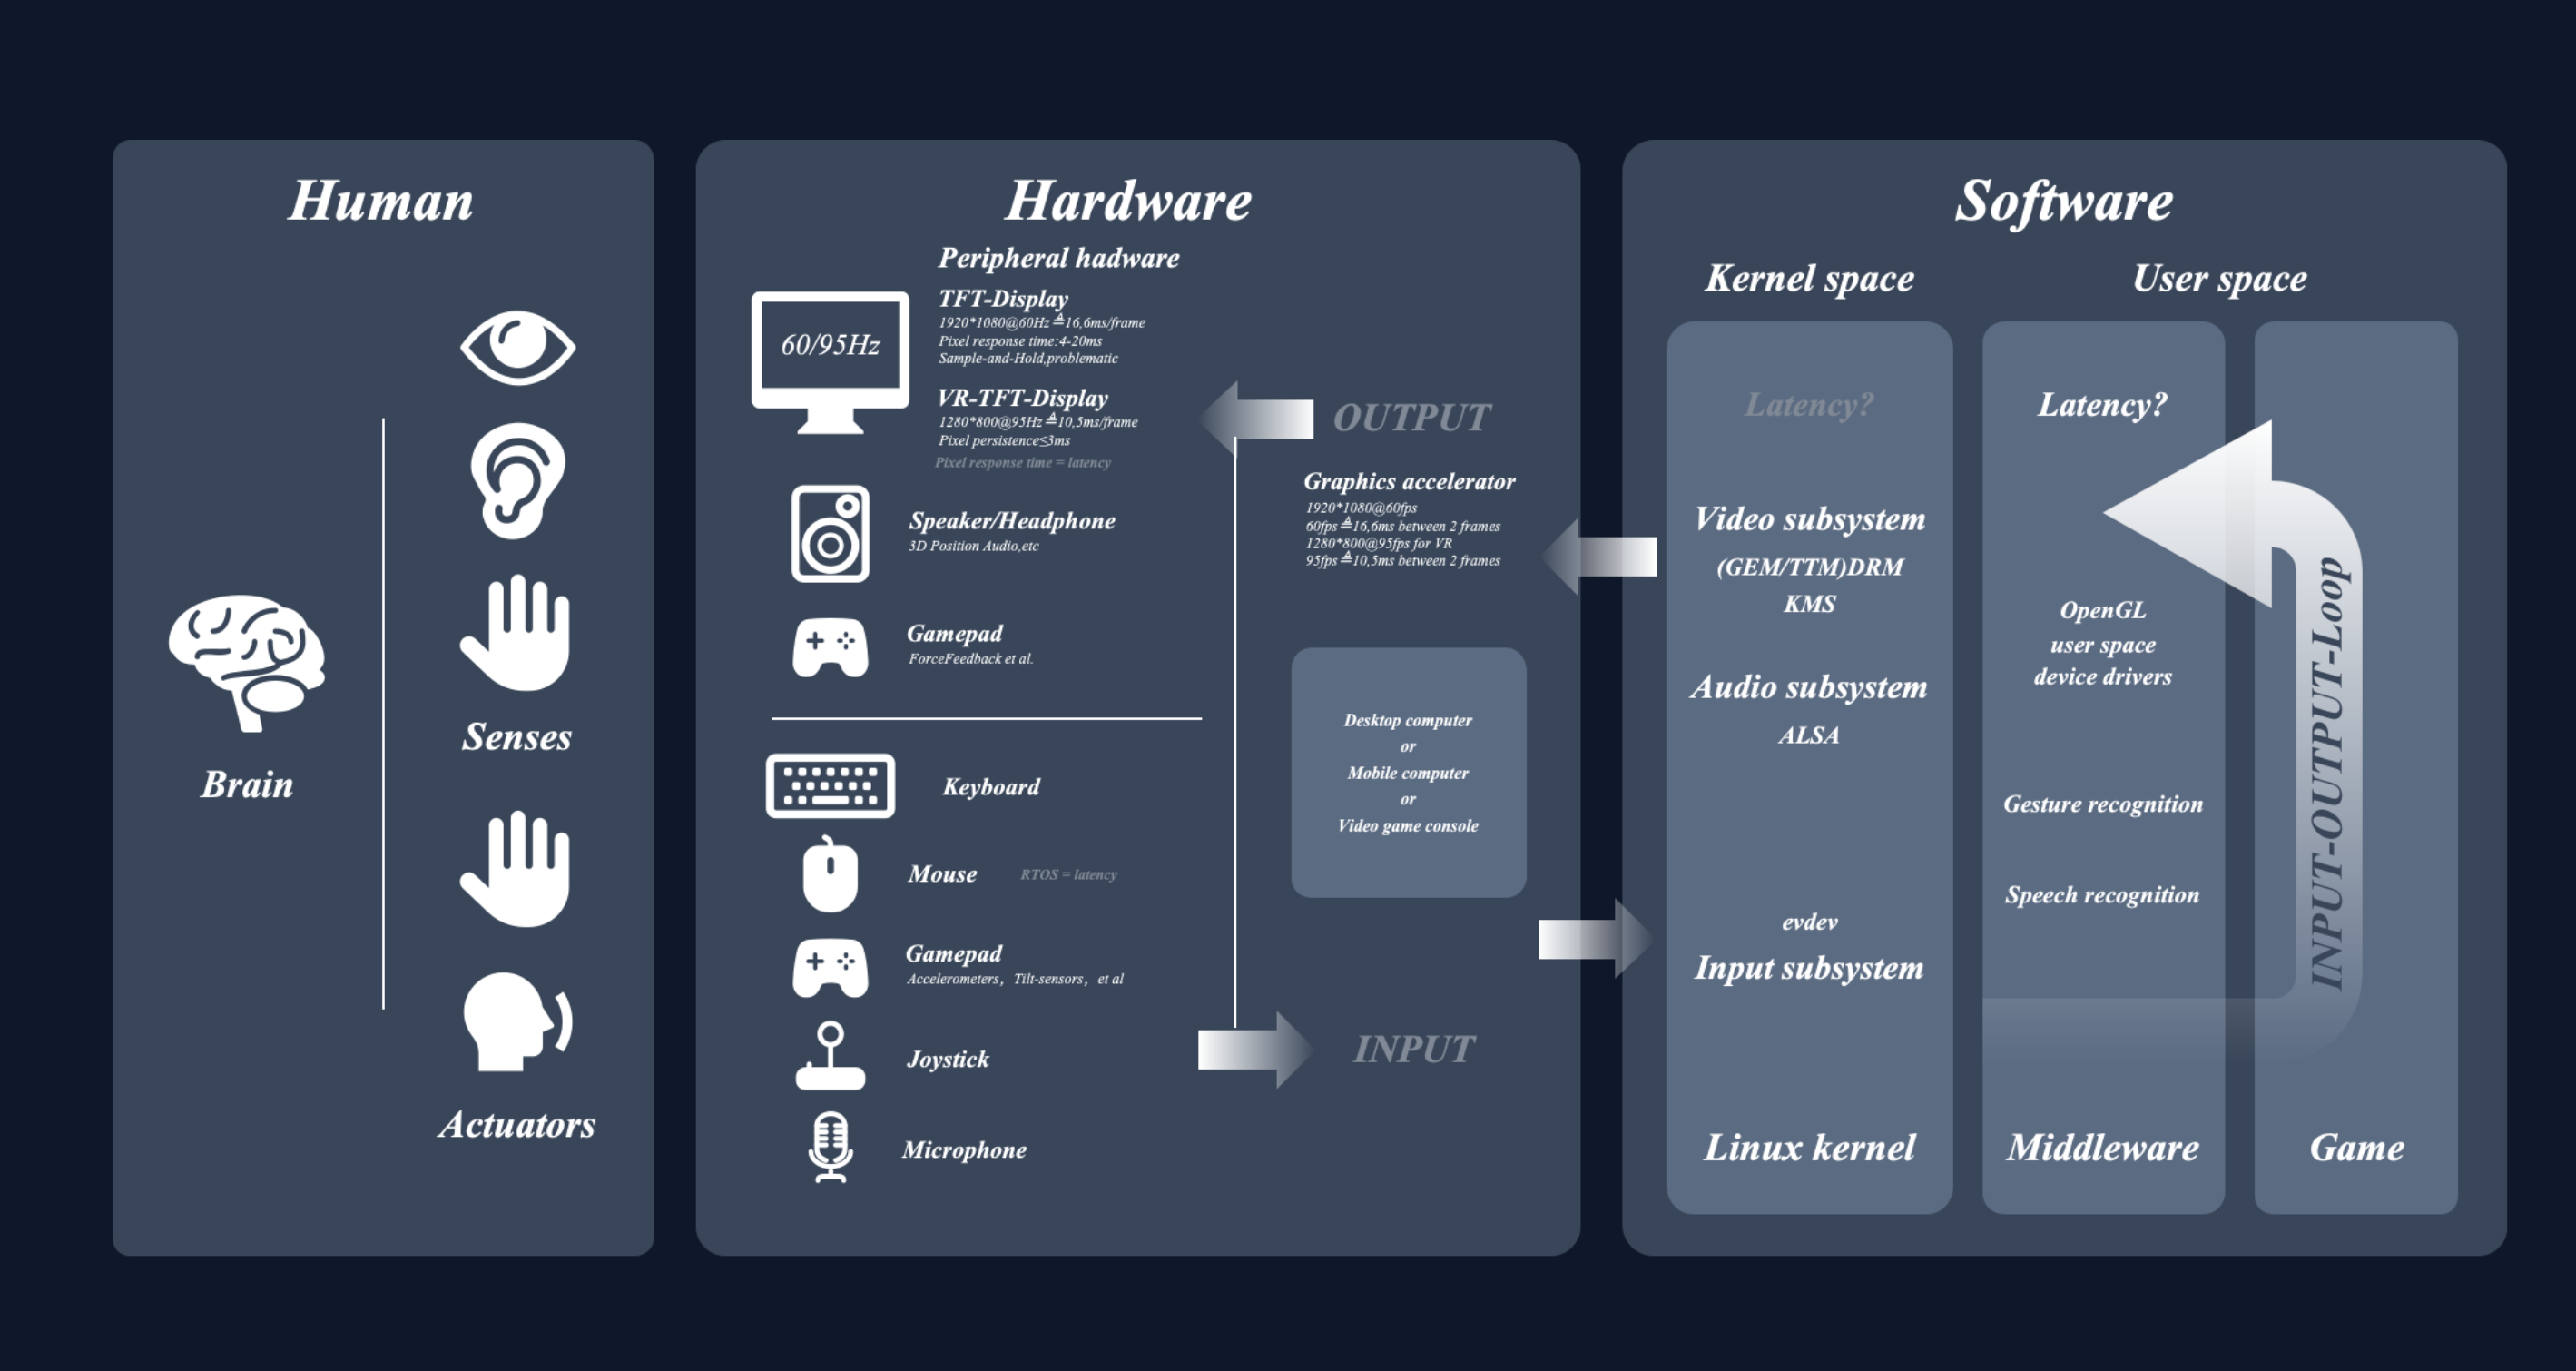 Human
Brain
Senses
Actuators
Hardware
Peripheral hadware
60/95Hz
TFT-Display
1920*1080@60Hz≙16,6ms/frame
Pixel response time:4-20ms
Sample-and-Hold,problematic
VR-TFT-Display
1280*800@95Hz≙10,5ms/frame
Pixel persistence≤3ms
Pixel response time = latency
Speaker/Headphone
3D Position Audio,etc
Gamepad
ForceFeedback et al.
Keyboard
Mouse
RTOS = latency
Gamepad
Accelerometers，Tilt-sensors，et al
Joystick
Microphone
OUTPUT
Graphics accelerator
1920*1080@60fps
60fps≙16,6ms between 2 frames
1280*800@95fps for VR
95fps≙10,5ms between 2 frames
Desktop computer
or
Mobile computer
or
Video game console
INPUT
Software
Kernel space
Latency?
Video subsystem
(GEM/TTM)DRM
KMS
Audio subsystem
ALSA
evdev
Input subsystem
Linux kernel
User space
Latency?
OpenGL
user space
device drivers
Gesture recognition
Speech recognition
Middleware
INPUT-OUTPUT-Loop
Game